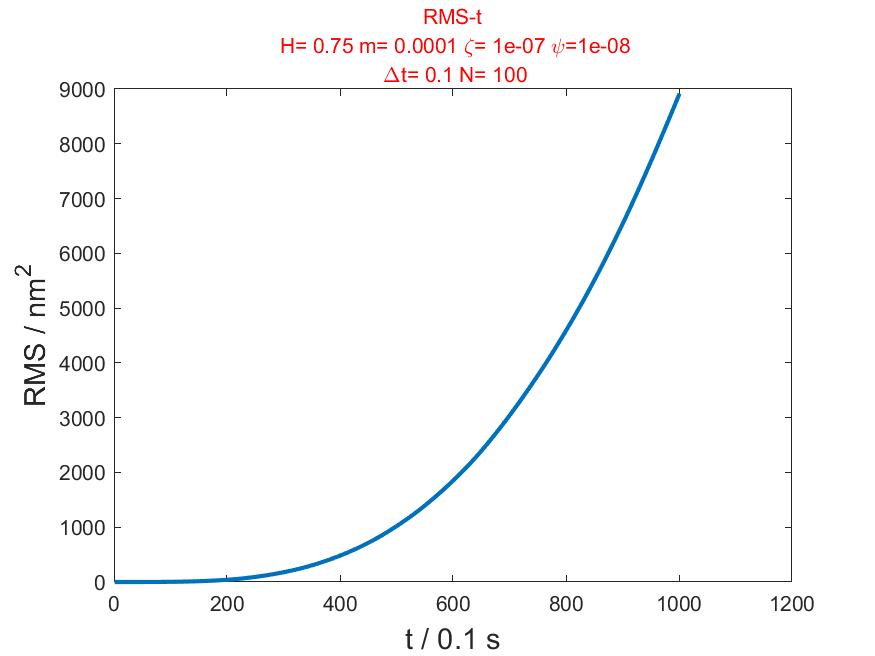 RMS-t
H= 0.75 m= 0.0001 ζ= 1e-07 ψ=1e-08
Δt= 0.1 N= 100
9000
8000
7000
6000
5000
4000
3000
2000
1000
0
RMS / nm²
0 200 400 600 800 1000 1200
t / 0.1 s